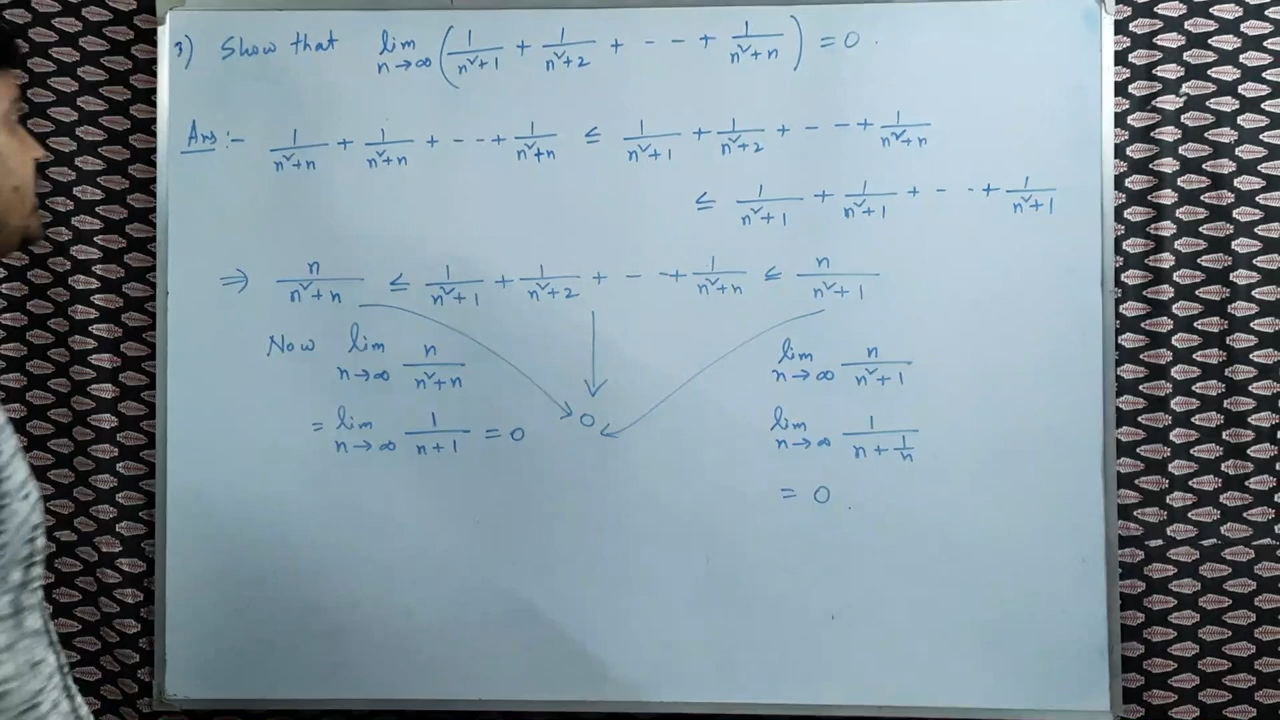 3) Show that lim n→∞ ( 1/(n²+1) + 1/(n²+2) + - - + 1/(n²+n) ) = 0 .
Ans :- 1/(n²+n) + 1/(n²+n) + - - + 1/(n²+n) ≤ 1/(n²+1) + 1/(n²+2) + - - + 1/(n²+n)
≤ 1/(n²+1) + 1/(n²+1) + - - + 1/(n²+1)
⇒ n/(n²+n) ≤ 1/(n²+1) + 1/(n²+2) + - - + 1/(n²+n) ≤ n/(n²+1)
Now lim n→∞ n/(n²+n)
= lim n→∞ 1/(n+1) = 0
0
lim n→∞ n/(n²+1)
lim n→∞ 1/(n + 1/n)
= 0